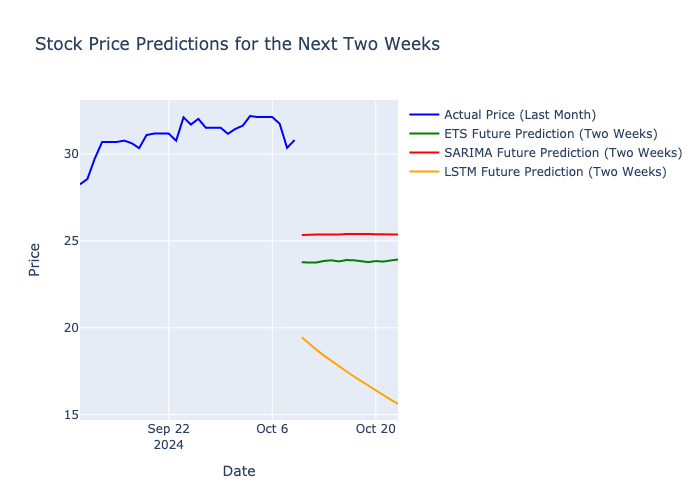 Stock Price Predictions for the Next Two Weeks
Actual Price (Last Month)
ETS Future Prediction (Two Weeks)
SARIMA Future Prediction (Two Weeks)
LSTM Future Prediction (Two Weeks)
30
25
20
15
Price
Sep 22
2024
Oct 6
Oct 20
Date